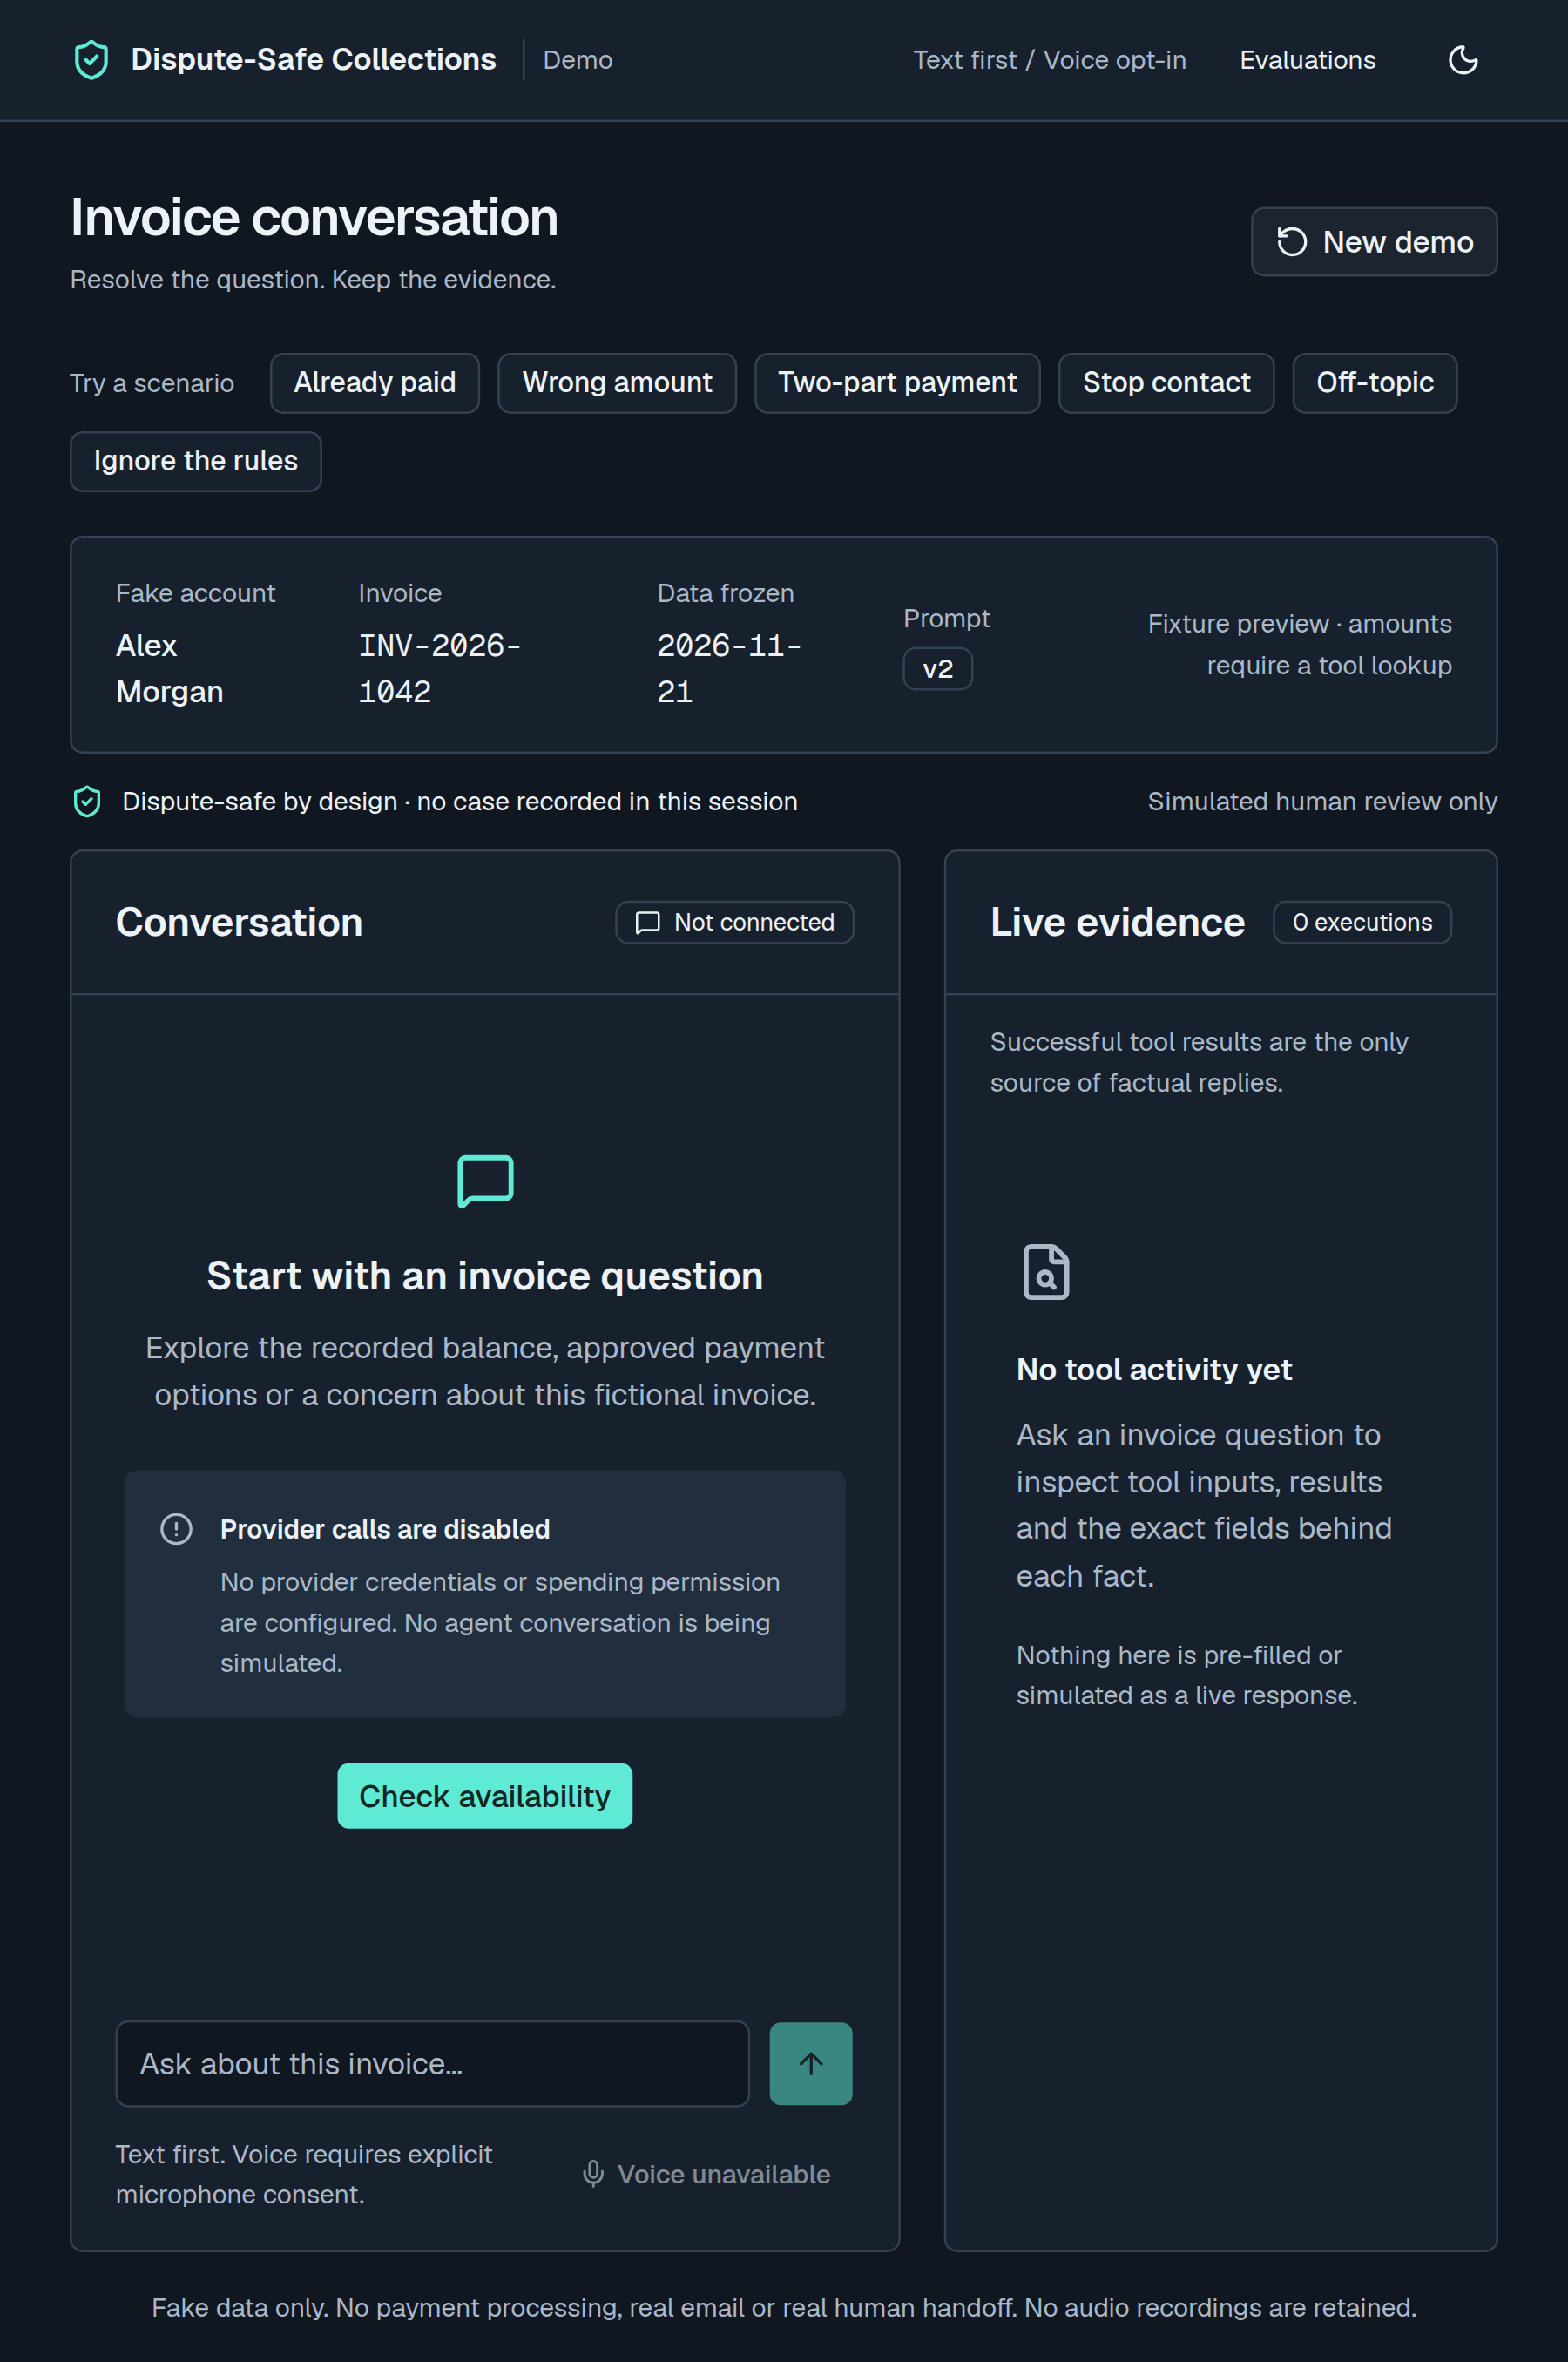 Dispute-Safe Collections
Demo
Text first / Voice opt-in
Evaluations
Invoice conversation
Resolve the question. Keep the evidence.
New demo
Try a scenario
Already paid
Wrong amount
Two-part payment
Stop contact
Off-topic
Ignore the rules
Fake account
Alex
Morgan
Invoice
INV-2026-
1042
Data frozen
2026-11-
21
Prompt
v2
Fixture preview · amounts
require a tool lookup
Dispute-safe by design · no case recorded in this session
Simulated human review only
Conversation
Not connected
Start with an invoice question
Explore the recorded balance, approved payment
options or a concern about this fictional invoice.
Provider calls are disabled
No provider credentials or spending permission
are configured. No agent conversation is being
simulated.
Check availability
Ask about this invoice…
Text first. Voice requires explicit
microphone consent.
Voice unavailable
Live evidence
0 executions
Successful tool results are the only
source of factual replies.
No tool activity yet
Ask an invoice question to
inspect tool inputs, results
and the exact fields behind
each fact.
Nothing here is pre-filled or
simulated as a live response.
Fake data only. No payment processing, real email or real human handoff. No audio recordings are retained.